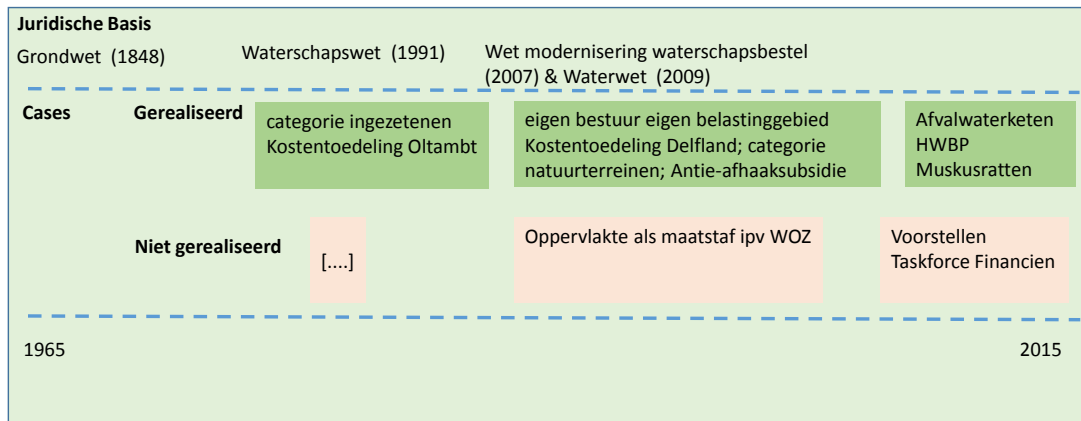 Juridische Basis
Grondwet (1848)
Waterschapswet (1991)
Wet modernisering waterschapsbestel
(2007) & Waterwet (2009)
Cases
Gerealiseerd
categorie ingezetenen
Kostentoedeling Oltambt
eigen bestuur eigen belastinggebied
Kostentoedeling Delfland; categorie
natuurterreinen; Antie-afhaaksubsidie
Afvalwaterketen
HWBP
Muskusratten
Niet gerealiseerd
[....]
Oppervlakte als maatstaf ipv WOZ
Voorstellen
Taskforce Financien
1965
2015